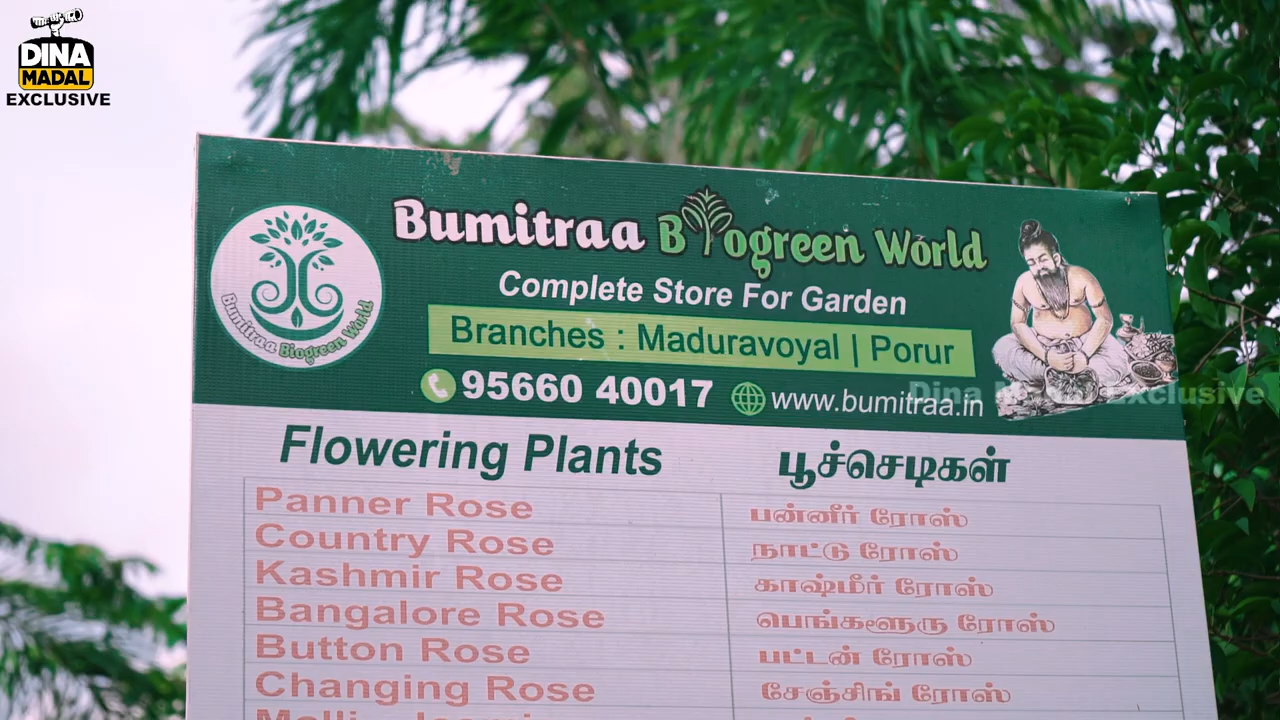 DINA
MADAL
EXCLUSIVE
Bumitraa Biogreen World
Complete Store For Garden
Branches : Maduravoyal | Porur
95660 40017 www.bumitraa.in
Bumitraa Biogreen World
Dina Madal Exclusive
Flowering Plants பூச்செடிகள்
Panner Rose பன்னீர் ரோஸ்
Country Rose நாட்டு ரோஸ்
Kashmir Rose காஷ்மீர் ரோஸ்
Bangalore Rose பெங்களூரு ரோஸ்
Button Rose பட்டன் ரோஸ்
Changing Rose சேஞ்சிங் ரோஸ்